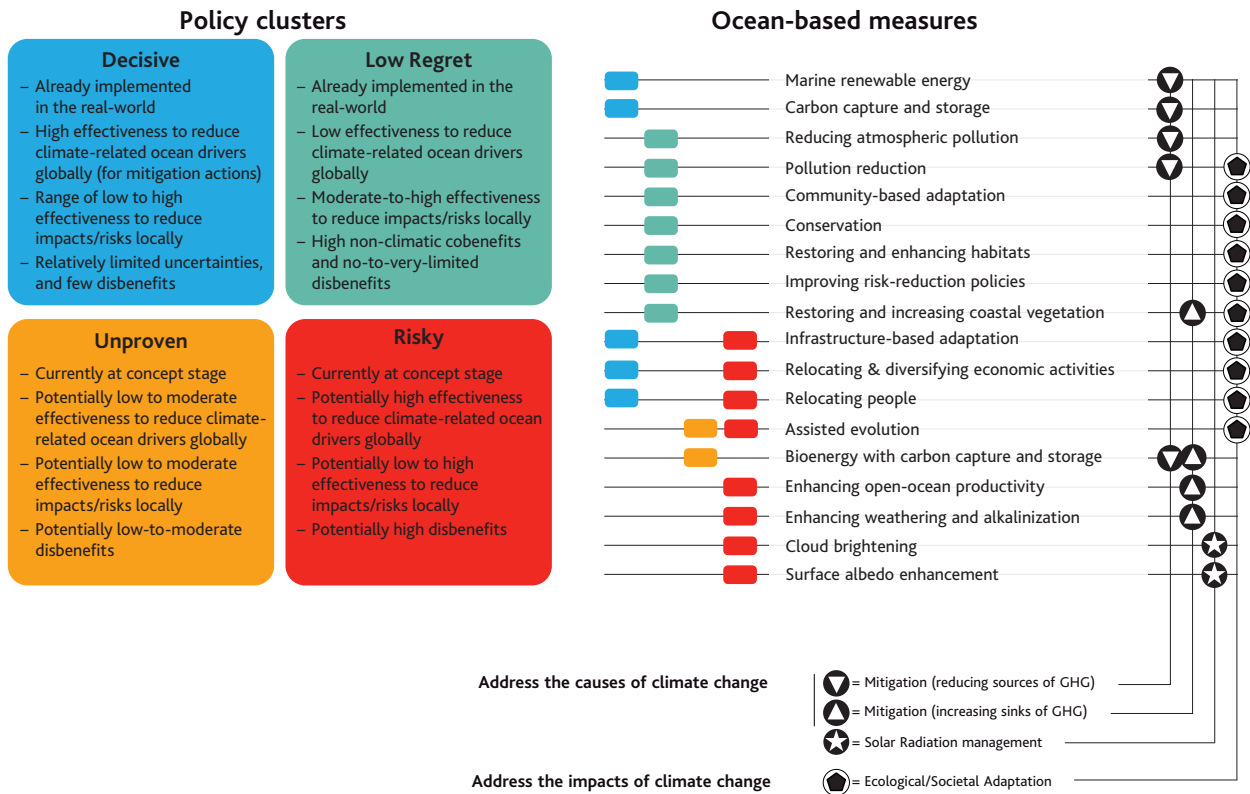 Policy clusters
Decisive
– Already implemented
in the real-world
– High effectiveness to reduce
climate-related ocean drivers
globally (for mitigation actions)
– Range of low to high
effectiveness to reduce
impacts/risks locally
– Relatively limited uncertainties,
and few disbenefits
Low Regret
– Already implemented in the
real-world
– Low effectiveness to reduce
climate-related ocean drivers
globally
– Moderate-to-high effectiveness
to reduce impacts/risks locally
– High non-climatic cobenefits
and no-to-very-limited
disbenefits
Unproven
– Currently at concept stage
– Potentially low to moderate
effectiveness to reduce climate-
related ocean drivers globally
– Potentially low to moderate
effectiveness to reduce
impacts/risks locally
– Potentially low-to-moderate
disbenefits
Risky
– Currently at concept stage
– Potentially high effectiveness
to reduce climate-related ocean
drivers globally
– Potentially low to high
effectiveness to reduce
impacts/risks locally
– Potentially high disbenefits
Ocean-based measures
Marine renewable energy
Carbon capture and storage
Reducing atmospheric pollution
Pollution reduction
Community-based adaptation
Conservation
Restoring and enhancing habitats
Improving risk-reduction policies
Restoring and increasing coastal vegetation
Infrastructure-based adaptation
Relocating & diversifying economic activities
Relocating people
Assisted evolution
Bioenergy with carbon capture and storage
Enhancing open-ocean productivity
Enhancing weathering and alkalinization
Cloud brightening
Surface albedo enhancement
Address the causes of climate change
= Mitigation (reducing sources of GHG)
= Mitigation (increasing sinks of GHG)
= Solar Radiation management
Address the impacts of climate change
= Ecological/Societal Adaptation